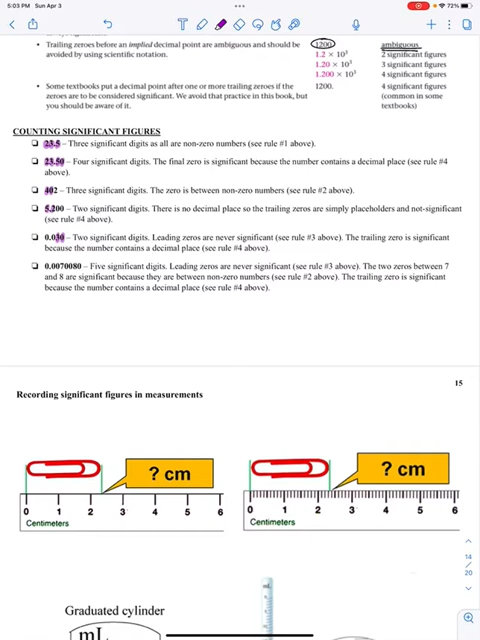 5:03 PM Sun Apr 3
72%
• Trailing zeroes before an implied decimal point are ambiguous and should be avoided by using scientific notation.
1200 ambiguous
1.2 × 10³ 2 significant figures
1.20 × 10³ 3 significant figures
1.200 × 10³ 4 significant figures
• Some textbooks put a decimal point after one or more trailing zeroes if the zeroes are to be considered significant. We avoid that practice in this book, but you should be aware of it.
1200. 4 significant figures
(common in some
textbooks)
COUNTING SIGNIFICANT FIGURES
❏ 23.5 – Three significant digits as all are non-zero numbers (see rule #1 above).
❏ 23.50 – Four significant digits. The final zero is significant because the number contains a decimal place (see rule #4
above).
❏ 402 – Three significant digits. The zero is between non-zero numbers (see rule #2 above).
❏ 5,200 – Two significant digits. There is no decimal place so the trailing zeros are simply placeholders and not-significant
(see rule #4 above).
❏ 0.030 – Two significant digits. Leading zeros are never significant (see rule #3 above). The trailing zero is significant
because the number contains a decimal place (see rule #4 above).
❏ 0.0070080 – Five significant digits. Leading zeros are never significant (see rule #3 above). The two zeros between 7
and 8 are significant because they are between non-zero numbers (see rule #2 above). The trailing zero is significant
because the number contains a decimal place (see rule #4 above).
15
Recording significant figures in measurements
? cm
0 1 2 3 4 5 6
Centimeters
? cm
0 1 2 3 4 5 6
Centimeters
14
/
20
Graduated cylinder
mL
mL